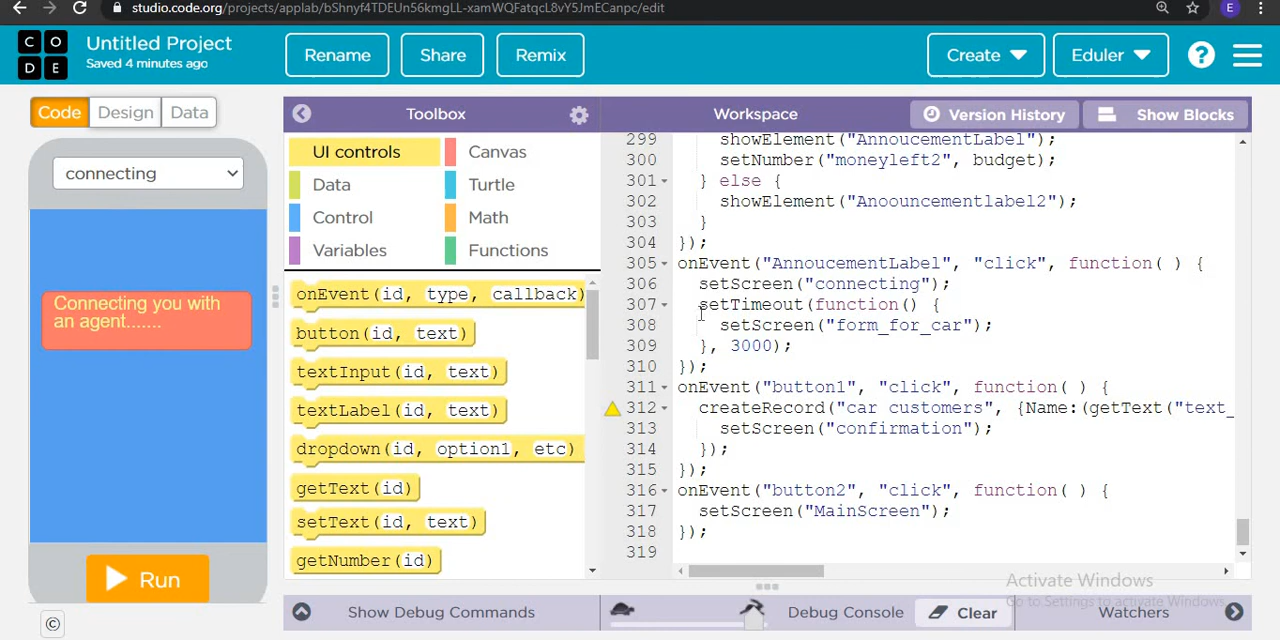 studio.code.org/projects/applab/bShnyf4TDEUn56kmgLL-xamWQFatqcL8vY5JmECanpc/edit
E
C O
D E
Untitled Project
Saved 4 minutes ago
Rename
Share
Remix
Create
Eduler
?
Code
Design
Data
Toolbox
Workspace
Version History
Show Blocks
connecting
Connecting you with
an agent.......
Run
©
UI controls
Canvas
Data
Turtle
Control
Math
Variables
Functions
onEvent(id, type, callback)
button(id, text)
textInput(id, text)
textLabel(id, text)
dropdown(id, option1, etc)
getText(id)
setText(id, text)
getNumber(id)
299 showElement("AnnoucementLabel");
300 setNumber("moneyleft2", budget);
301 } else {
302 showElement("Anoouncementlabel2");
303 }
304 });
305 onEvent("AnnoucementLabel", "click", function( ) {
306 setScreen("connecting");
307 setTimeout(function() {
308 setScreen("form_for_car");
309 }, 3000);
310 });
311 onEvent("button1", "click", function( ) {
312 createRecord("car customers", {Name:(getText("text_
313 setScreen("confirmation");
314 });
315 });
316 onEvent("button2", "click", function( ) {
317 setScreen("MainScreen");
318 });
319
Show Debug Commands
Debug Console
Clear
Watchers
Activate Windows
Go to Settings to activate Windows.